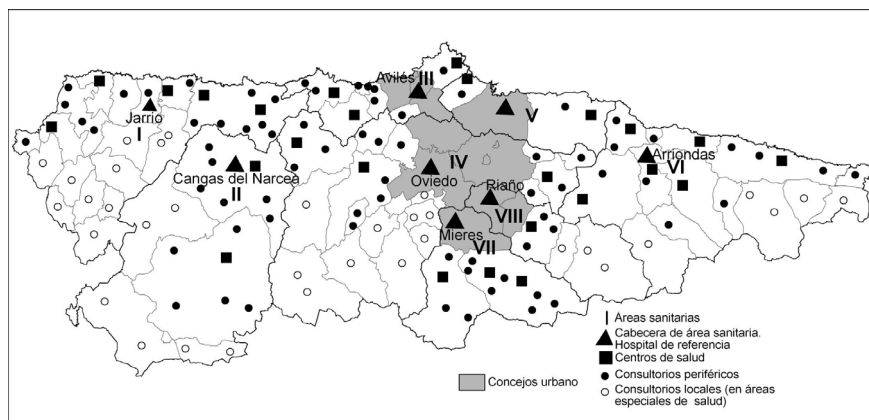 Avilés III
V
Jarrio
I
Cangas del Narcea
II
IV
Oviedo
Riaño
VIII
Mieres
VII
Arriondas
VI
I Areas sanitarias
Cabecera de área sanitaria.
Hospital de referencia
Centros de salud
Consultorios periféricos
Consultorios locales (en áreas
especiales de salud)
Concejos urbano